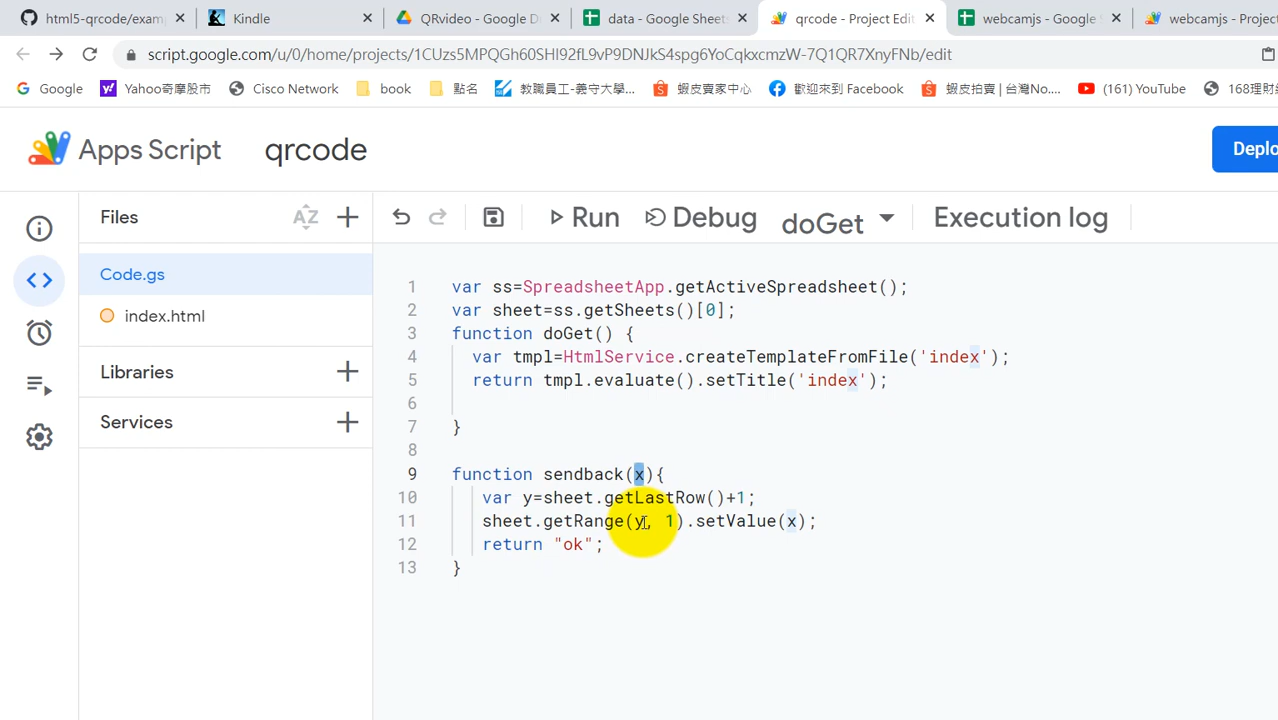 html5-qrcode/exam
Kindle
QRvideo - Google D
data - Google Sheets
qrcode - Project Edit
webcamjs - Google S
webcamjs - Projec
script.google.com/u/0/home/projects/1CUzs5MPQGh60SHI92fL9vP9DNJkS4spg6YoCqkxcmzW-7Q1QR7XnyFNb/edit
Google
Yahoo奇摩股市
Cisco Network
book
點名
教職員工-義守大學...
蝦皮賣家中心
歡迎來到 Facebook
蝦皮拍賣 | 台灣No....
(161) YouTube
168理財
Apps Script
qrcode
Deplo
Files
AZ
Run
Debug
doGet
Execution log
Code.gs
index.html
Libraries
Services
1 var ss=SpreadsheetApp.getActiveSpreadsheet();
2 var sheet=ss.getSheets()[0];
3 function doGet() {
4 var tmpl=HtmlService.createTemplateFromFile('index');
5 return tmpl.evaluate().setTitle('index');
6
7 }
8
9 function sendback(x){
10 var y=sheet.getLastRow()+1;
11 sheet.getRange(y, 1).setValue(x);
12 return "ok";
13 }